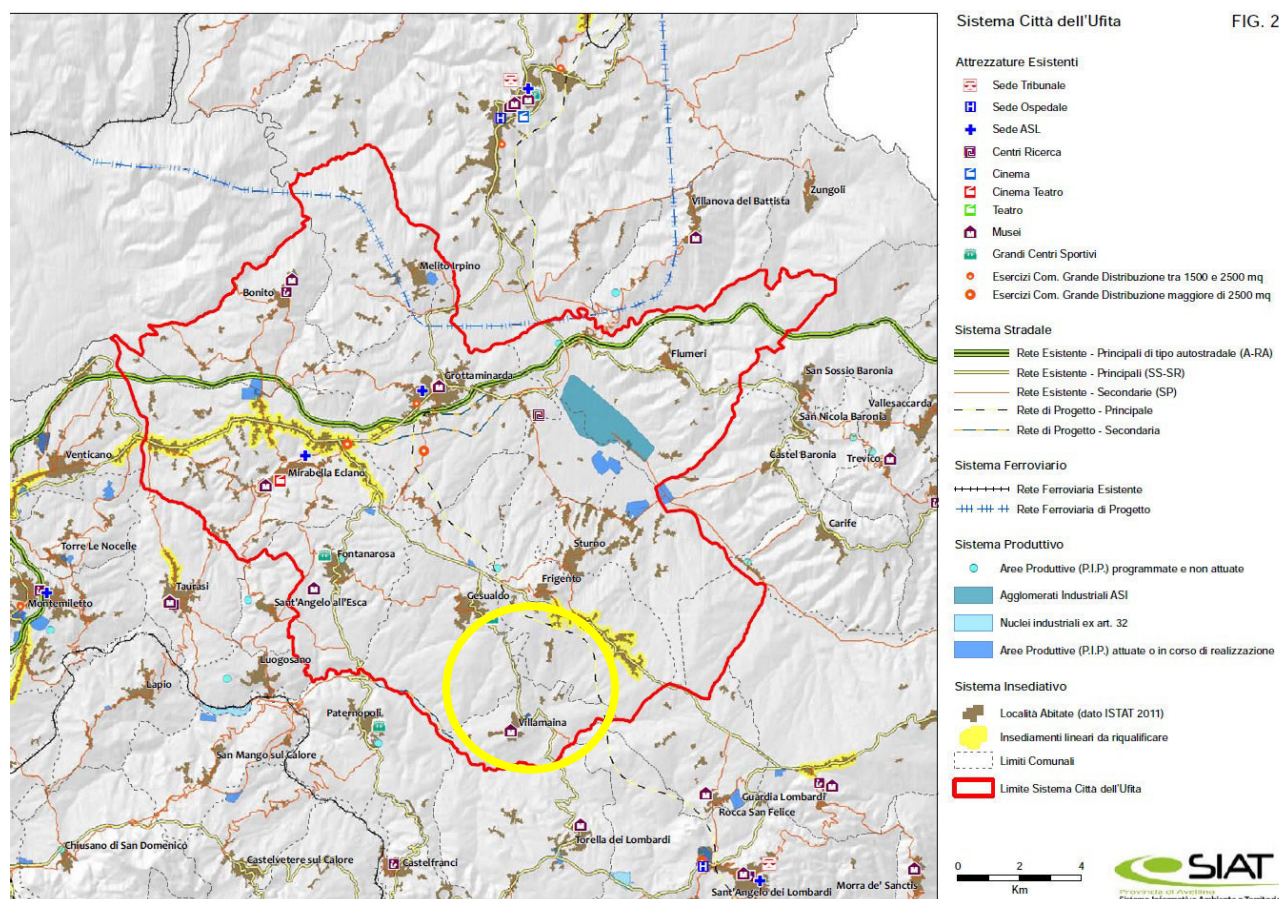 Sistema Città dell'Ufita
FIG. 2
Attrezzature Esistenti
Sede Tribunale
Sede Ospedale
Sede ASL
Centri Ricerca
Cinema
Cinema Teatro
Teatro
Musei
Grandi Centri Sportivi
Esercizi Com. Grande Distribuzione tra 1500 e 2500 mq
Esercizi Com. Grande Distribuzione maggiore di 2500 mq
Sistema Stradale
Rete Esistente - Principali di tipo autostradale (A-RA)
Rete Esistente - Principali (SS-SR)
Rete Esistente - Secondarie (SP)
Rete di Progetto - Principale
Rete di Progetto - Secondaria
Sistema Ferroviario
Rete Ferroviaria Esistente
Rete Ferroviaria di Progetto
Sistema Produttivo
Aree Produttive (P.I.P.) programmate e non attuate
Agglomerati Industriali ASI
Nuclei industriali ex art. 32
Aree Produttive (P.I.P.) attuate o in corso di realizzazione
Sistema Insediativo
Località Abitate (dato ISTAT 2011)
Insediamenti lineari da riqualificare
Limiti Comunali
Limite Sistema Città dell'Ufita
0 2 4
Km
SIAT
Provincia di Avellino
Sistema Informativo Ambiente e Territorio
Zungoli
Villanova del Battista
Melito Irpino
Bonito
Flumeri
San Sossio Baronia
Grottaminarda
Vallesaccarda
San Nicola Baronia
Castel Baronia
Trevico
Venticano
Mirabella Eclano
Carife
Sturno
Torre Le Nocelle
Fontanarosa
Frigento
Taurasi
Gesualdo
Sant'Angelo all'Esca
Montemiletto
Luogosano
Lapio
Paternopoli
Villamaina
San Mango sul Calore
Guardia Lombardi
Rocca San Felice
Torella dei Lombardi
Chiusano di San Domenico
Castelvetere sul Calore
Castelfranci
Sant'Angelo dei Lombardi
Morra de' Sanctis